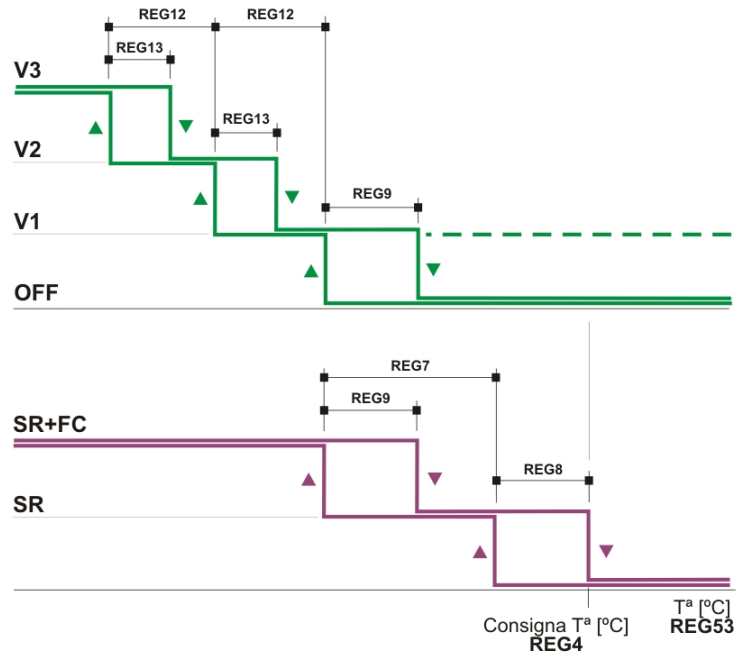 REG12 REG12
REG13
V3
REG13
V2
REG9
V1
OFF
REG7
REG9
SR+FC
REG8
SR
Consigna Tª [ºC]
REG4
Tª [ºC]
REG53